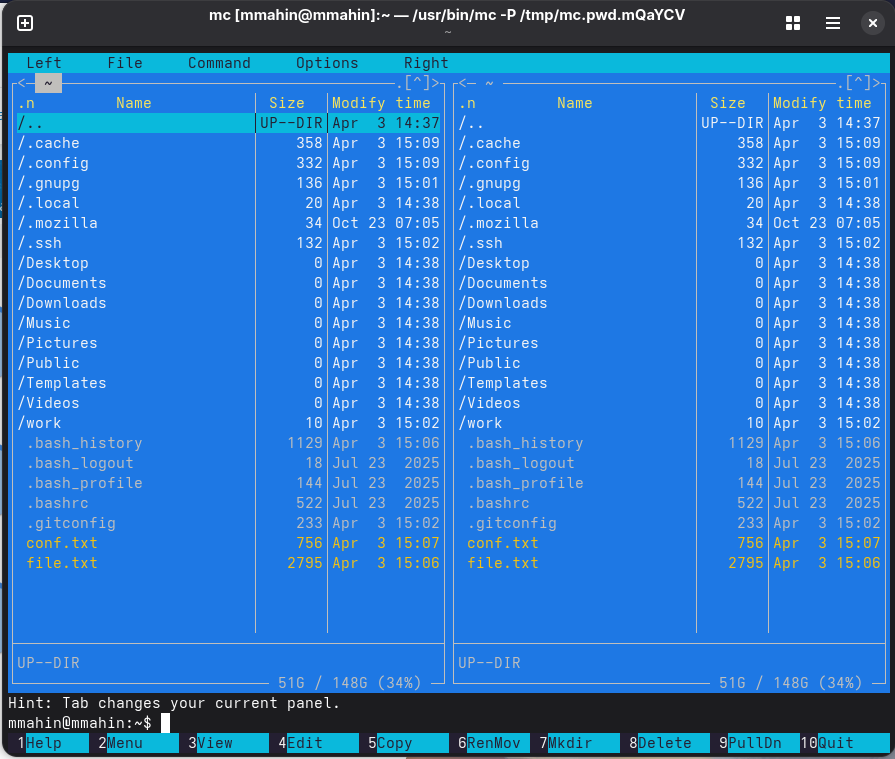 mc [mmahin@mmahin]:~ — /usr/bin/mc -P /tmp/mc.pwd.mQaYCV
~
Left File Command Options Right
<─ ~ .[^]> <─ ~ .[^]>
.n Name Size Modify time .n Name Size Modify time
/.. UP--DIR Apr 3 14:37 /.. UP--DIR Apr 3 14:37
/.cache 358 Apr 3 15:09 /.cache 358 Apr 3 15:09
/.config 332 Apr 3 15:09 /.config 332 Apr 3 15:09
/.gnupg 136 Apr 3 15:01 /.gnupg 136 Apr 3 15:01
/.local 20 Apr 3 14:38 /.local 20 Apr 3 14:38
/.mozilla 34 Oct 23 07:05 /.mozilla 34 Oct 23 07:05
/.ssh 132 Apr 3 15:02 /.ssh 132 Apr 3 15:02
/Desktop 0 Apr 3 14:38 /Desktop 0 Apr 3 14:38
/Documents 0 Apr 3 14:38 /Documents 0 Apr 3 14:38
/Downloads 0 Apr 3 14:38 /Downloads 0 Apr 3 14:38
/Music 0 Apr 3 14:38 /Music 0 Apr 3 14:38
/Pictures 0 Apr 3 14:38 /Pictures 0 Apr 3 14:38
/Public 0 Apr 3 14:38 /Public 0 Apr 3 14:38
/Templates 0 Apr 3 14:38 /Templates 0 Apr 3 14:38
/Videos 0 Apr 3 14:38 /Videos 0 Apr 3 14:38
/work 10 Apr 3 15:02 /work 10 Apr 3 15:02
.bash_history 1129 Apr 3 15:06 .bash_history 1129 Apr 3 15:06
.bash_logout 18 Jul 23 2025 .bash_logout 18 Jul 23 2025
.bash_profile 144 Jul 23 2025 .bash_profile 144 Jul 23 2025
.bashrc 522 Jul 23 2025 .bashrc 522 Jul 23 2025
.gitconfig 233 Apr 3 15:02 .gitconfig 233 Apr 3 15:02
conf.txt 756 Apr 3 15:07 conf.txt 756 Apr 3 15:07
file.txt 2795 Apr 3 15:06 file.txt 2795 Apr 3 15:06
UP--DIR UP--DIR
51G / 148G (34%) 51G / 148G (34%)
Hint: Tab changes your current panel.
mmahin@mmahin:~$
1Help 2Menu 3View 4Edit 5Copy 6RenMov 7Mkdir 8Delete 9PullDn 10Quit